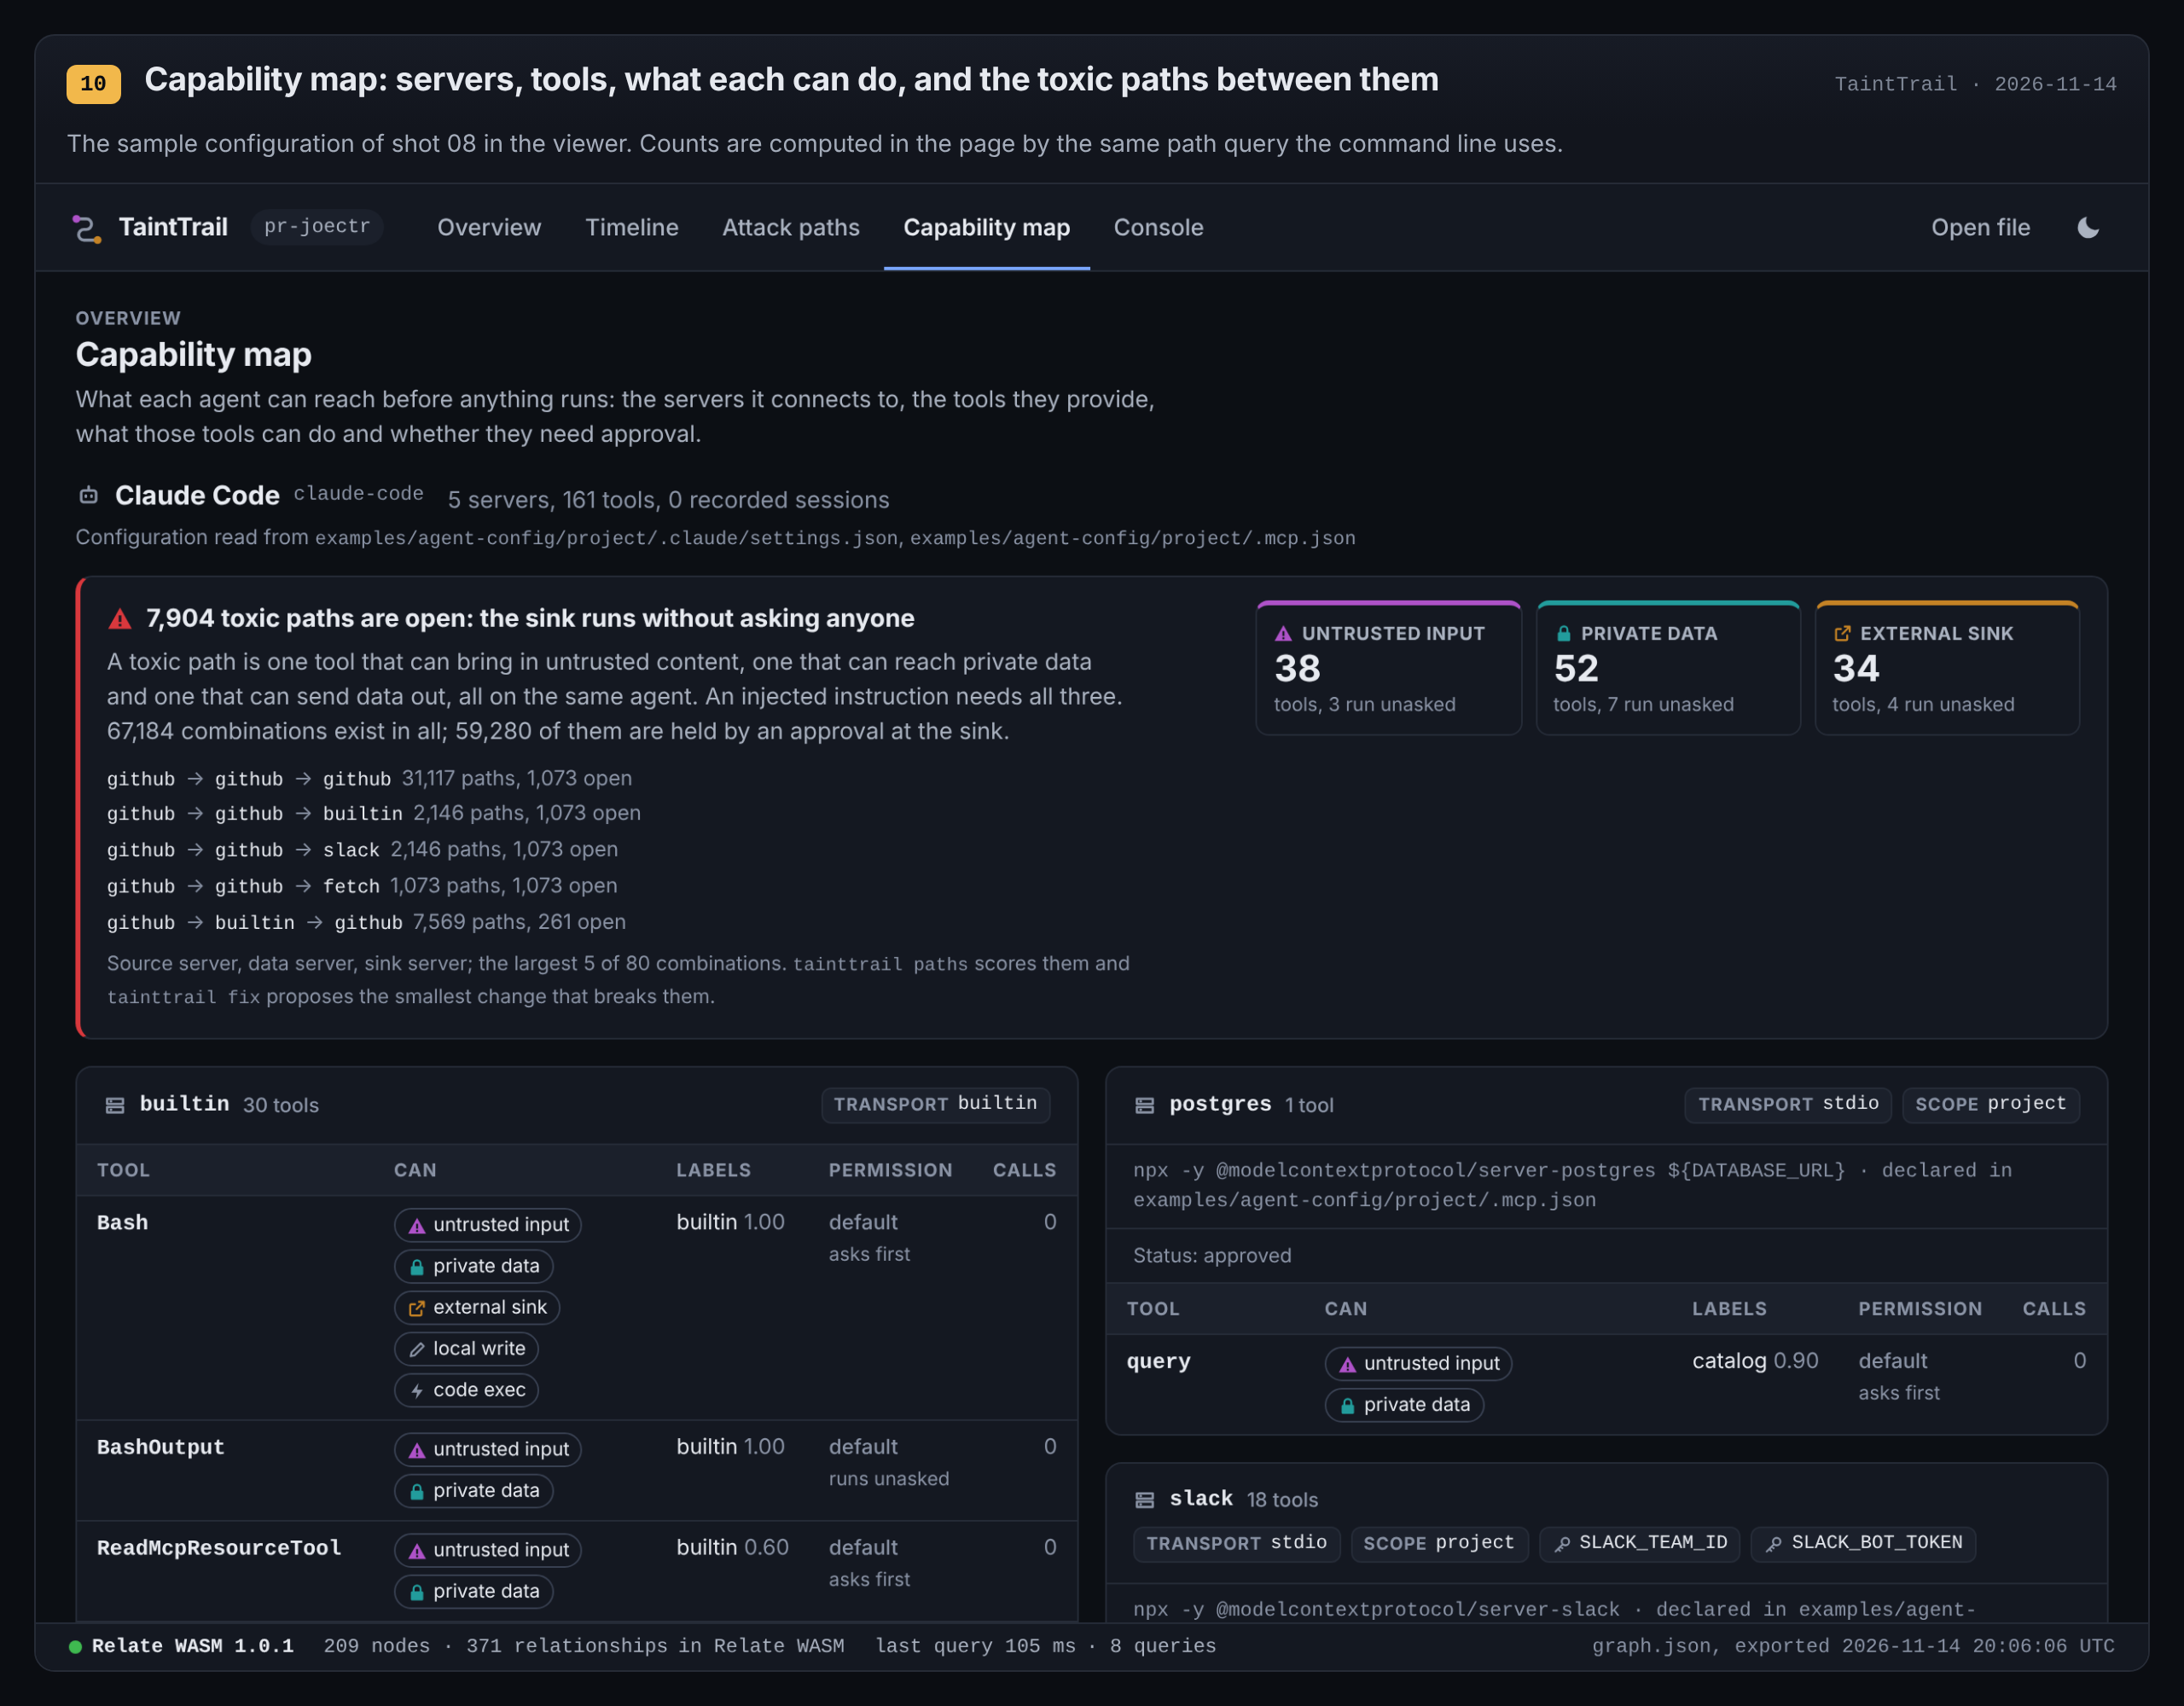 10 Capability map: servers, tools, what each can do, and the toxic paths between them TaintTrail · 2026-11-14
The sample configuration of shot 08 in the viewer. Counts are computed in the page by the same path query the command line uses.
TaintTrail pr-joectr Overview Timeline Attack paths Capability map Console Open file
OVERVIEW
Capability map
What each agent can reach before anything runs: the servers it connects to, the tools they provide,
what those tools can do and whether they need approval.
Claude Code claude-code 5 servers, 161 tools, 0 recorded sessions
Configuration read from examples/agent-config/project/.claude/settings.json, examples/agent-config/project/.mcp.json
7,904 toxic paths are open: the sink runs without asking anyone
A toxic path is one tool that can bring in untrusted content, one that can reach private data
and one that can send data out, all on the same agent. An injected instruction needs all three.
67,184 combinations exist in all; 59,280 of them are held by an approval at the sink.
github → github → github 31,117 paths, 1,073 open
github → github → builtin 2,146 paths, 1,073 open
github → github → slack 2,146 paths, 1,073 open
github → github → fetch 1,073 paths, 1,073 open
github → builtin → github 7,569 paths, 261 open
Source server, data server, sink server; the largest 5 of 80 combinations. tainttrail paths scores them and
tainttrail fix proposes the smallest change that breaks them.
UNTRUSTED INPUT
38
tools, 3 run unasked
PRIVATE DATA
52
tools, 7 run unasked
EXTERNAL SINK
34
tools, 4 run unasked
builtin 30 tools TRANSPORT builtin
TOOL CAN LABELS PERMISSION CALLS
Bash untrusted input builtin 1.00 default 0
private data asks first
external sink
local write
code exec
BashOutput untrusted input builtin 1.00 default 0
private data runs unasked
ReadMcpResourceTool untrusted input builtin 0.60 default 0
private data asks first
postgres 1 tool TRANSPORT stdio SCOPE project
npx -y @modelcontextprotocol/server-postgres ${DATABASE_URL} · declared in
examples/agent-config/project/.mcp.json
Status: approved
TOOL CAN LABELS PERMISSION CALLS
query untrusted input catalog 0.90 default 0
private data asks first
slack 18 tools
TRANSPORT stdio SCOPE project SLACK_TEAM_ID SLACK_BOT_TOKEN
npx -y @modelcontextprotocol/server-slack · declared in examples/agent-
Relate WASM 1.0.1 209 nodes · 371 relationships in Relate WASM last query 105 ms · 8 queries graph.json, exported 2026-11-14 20:06:06 UTC